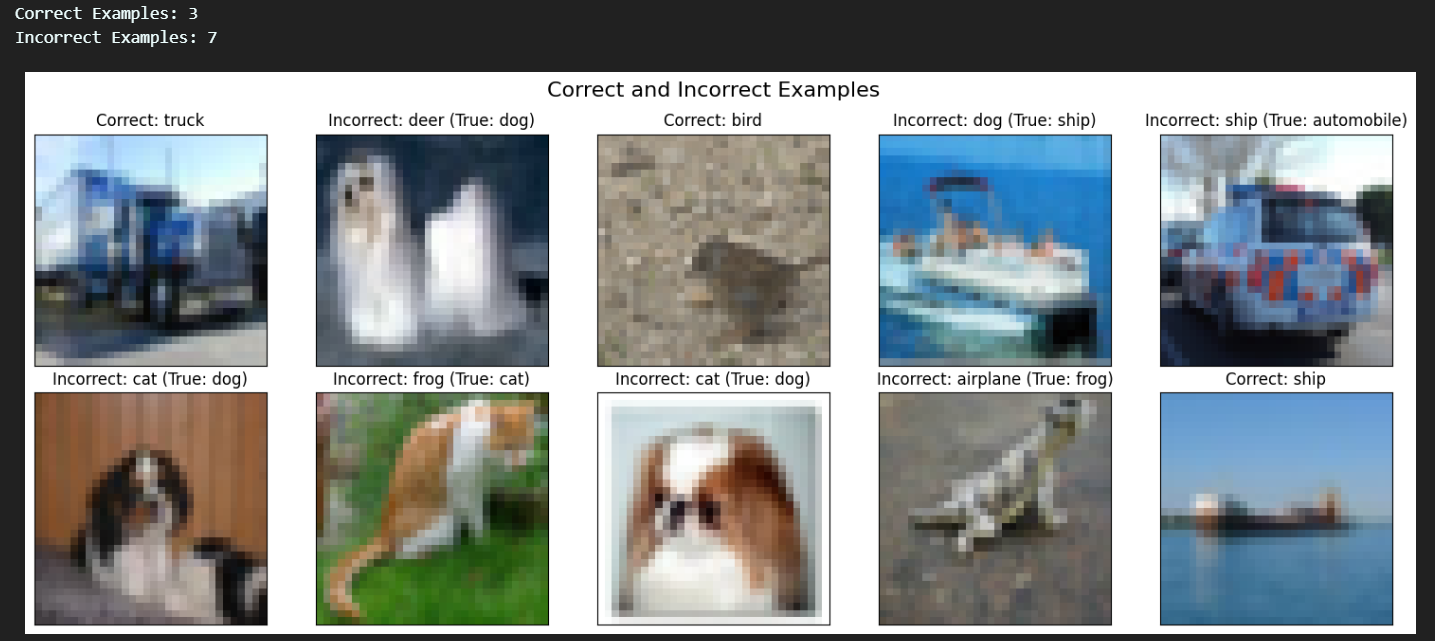 Correct Examples: 3
Incorrect Examples: 7
Correct and Incorrect Examples
Correct: truck
Incorrect: deer (True: dog)
Correct: bird
Incorrect: dog (True: ship)
Incorrect: ship (True: automobile)
Incorrect: cat (True: dog)
Incorrect: frog (True: cat)
Incorrect: cat (True: dog)
Incorrect: airplane (True: frog)
Correct: ship